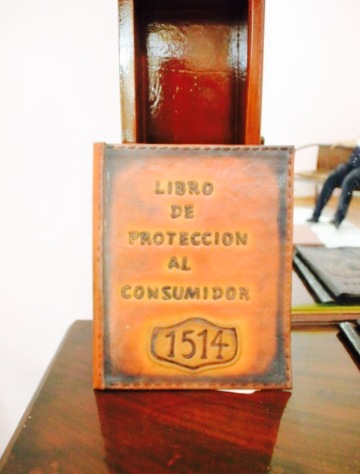 LIBRO
DE
PROTECCION
AL
CONSUMIDOR
1514